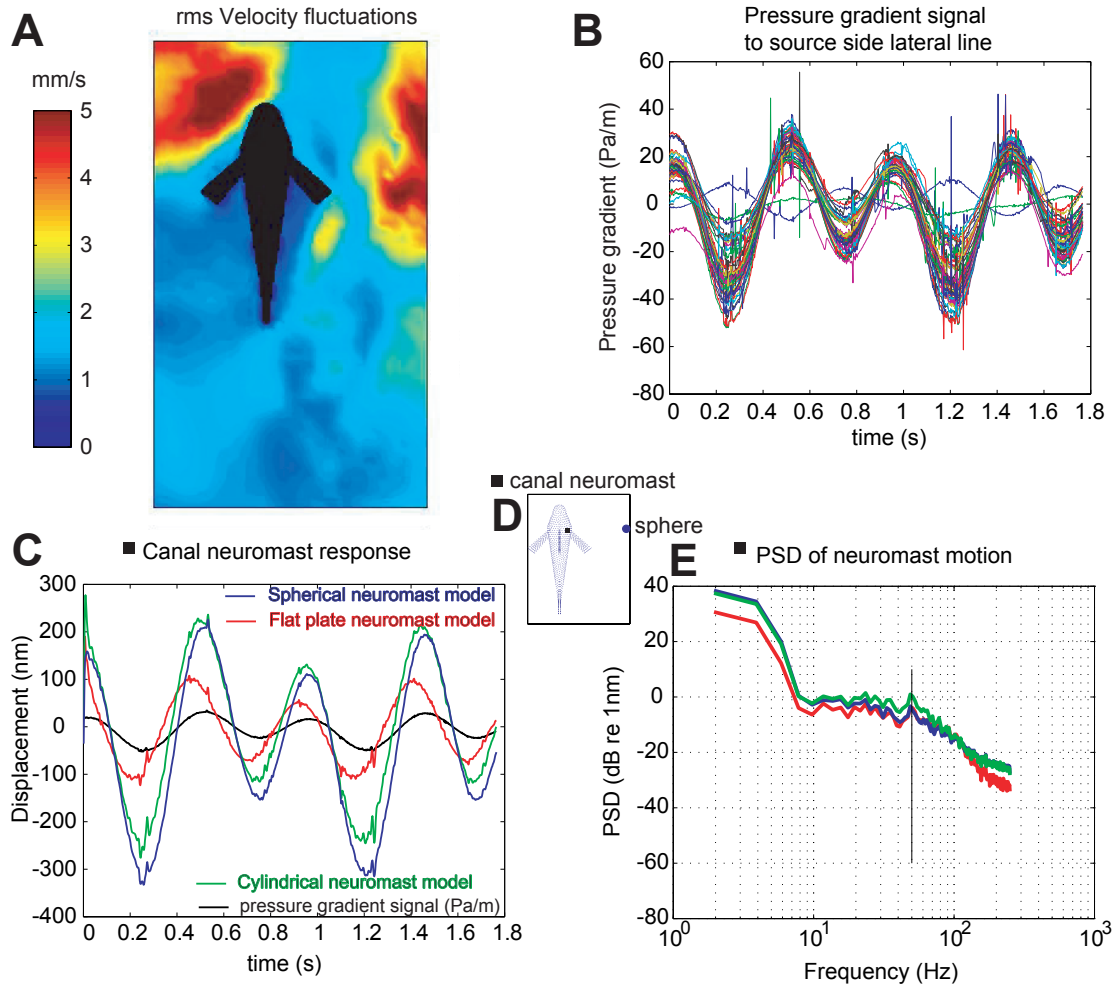 A
rms Velocity fluctuations
mm/s
5
4
3
2
1
0
B
Pressure gradient signal
to source side lateral line
Pressure gradient (Pa/m)
60
40
20
0
-20
-40
-60
-80
0 0.2 0.4 0.6 0.8 1 1.2 1.4 1.6 1.8
time (s)
canal neuromast
D
sphere
C
Canal neuromast response
Spherical neuromast model
Flat plate neuromast model
Displacement (nm)
300
200
100
0
-100
-200
-300
-400
Cylindrical neuromast model
pressure gradient signal (Pa/m)
0 0.2 0.4 0.6 0.8 1 1.2 1.4 1.6 1.8
time (s)
E
PSD of neuromast motion
PSD (dB re 1nm)
40
20
0
-20
-40
-60
-80
10^0 10^1 10^2 10^3
Frequency (Hz)